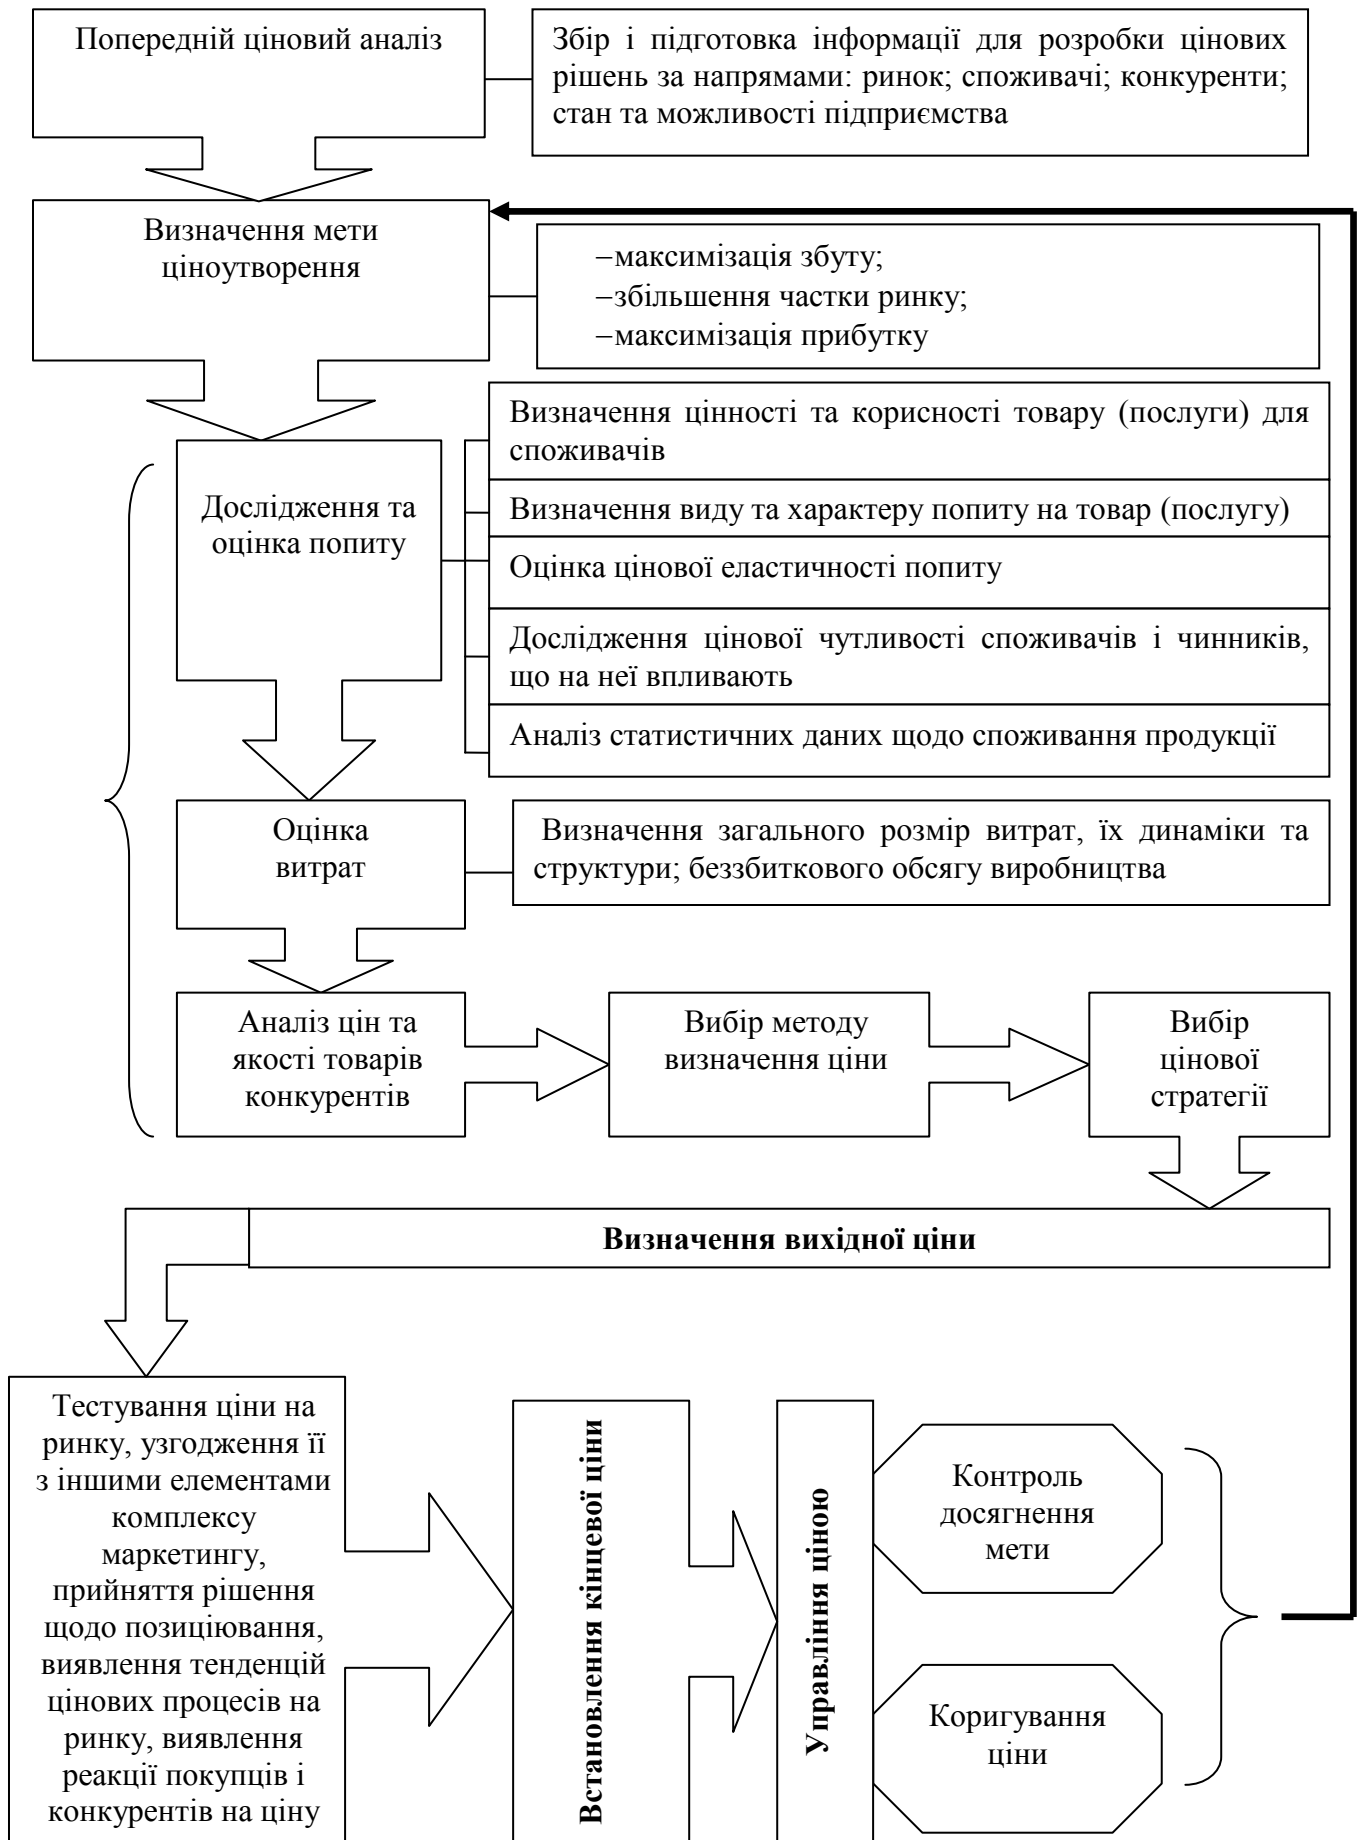 Попередній ціновий аналіз
Збір і підготовка інформації для розробки цінових
рішень за напрямами: ринок; споживачі; конкуренти;
стан та можливості підприємства
Визначення мети
ціноутворення
–максимізація збуту;
–збільшення частки ринку;
–максимізація прибутку
Дослідження та
оцінка попиту
Визначення цінності та корисності товару (послуги) для
споживачів
Визначення виду та характеру попиту на товар (послугу)
Оцінка цінової еластичності попиту
Дослідження цінової чутливості споживачів і чинників,
що на неї впливають
Аналіз статистичних даних щодо споживання продукції
Оцінка
витрат
Визначення загального розмір витрат, їх динаміки та
структури; беззбиткового обсягу виробництва
Аналіз цін та
якості товарів
конкурентів
Вибір методу
визначення ціни
Вибір
цінової
стратегії
Визначення вихідної ціни
Тестування ціни на
ринку, узгодження її
з іншими елементами
комплексу
маркетингу,
прийняття рішення
щодо позиціювання,
виявлення тенденцій
цінових процесів на
ринку, виявлення
реакції покупців і
конкурентів на ціну
Встановлення кінцевої ціни
Управління ціною
Контроль
досягнення
мети
Коригування
ціни